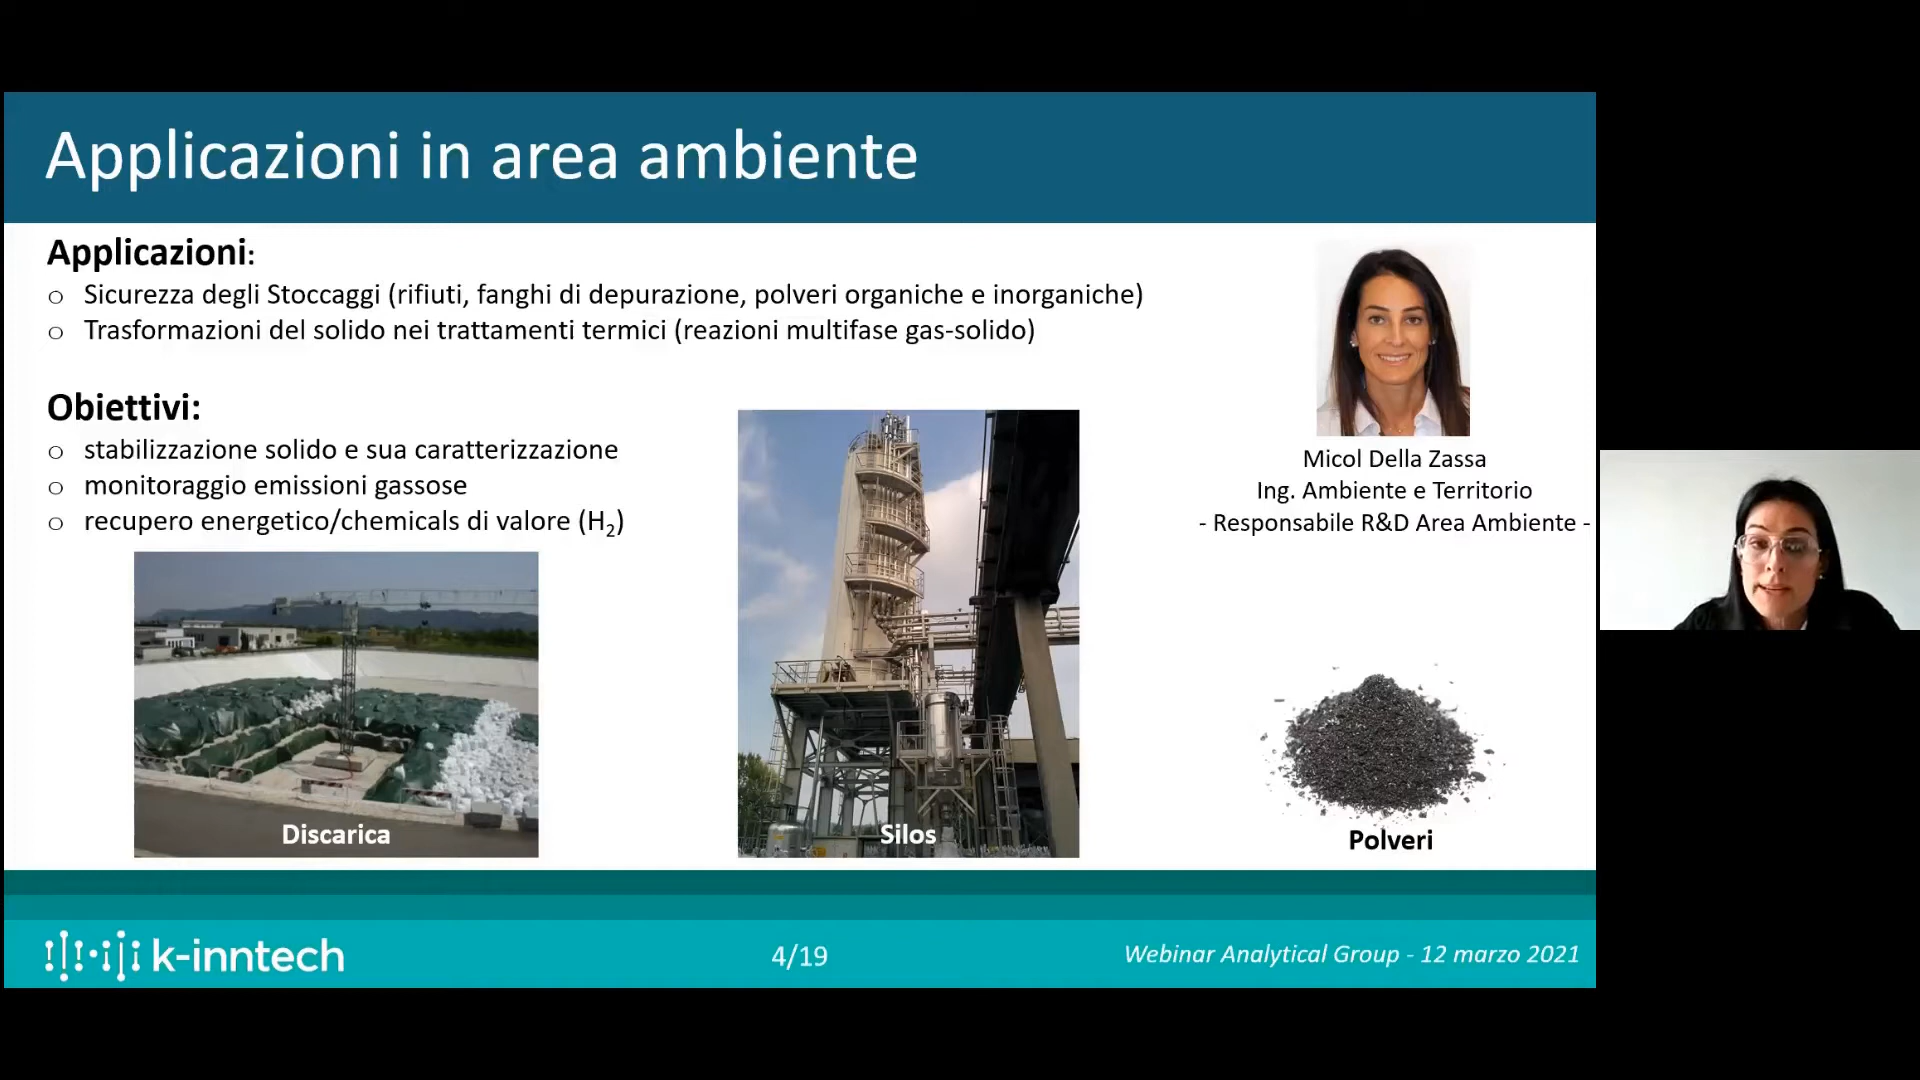 Applicazioni in area ambiente
Applicazioni:
o Sicurezza degli Stoccaggi (rifiuti, fanghi di depurazione, polveri organiche e inorganiche)
o Trasformazioni del solido nei trattamenti termici (reazioni multifase gas-solido)
Obiettivi:
o stabilizzazione solido e sua caratterizzazione
o monitoraggio emissioni gassose
o recupero energetico/chemicals di valore (H₂)
Micol Della Zassa
Ing. Ambiente e Territorio
- Responsabile R&D Area Ambiente -
Discarica
Silos
Polveri
k-inntech
4/19
Webinar Analytical Group - 12 marzo 2021